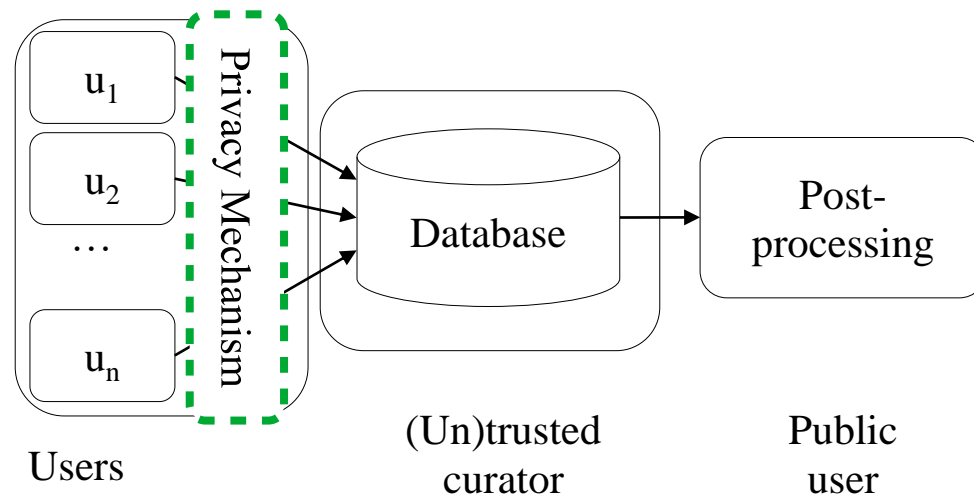 u₁
u₂
…
uₙ
Privacy Mechanism
Database
Post-
processing
Users
(Un)trusted
curator
Public
user